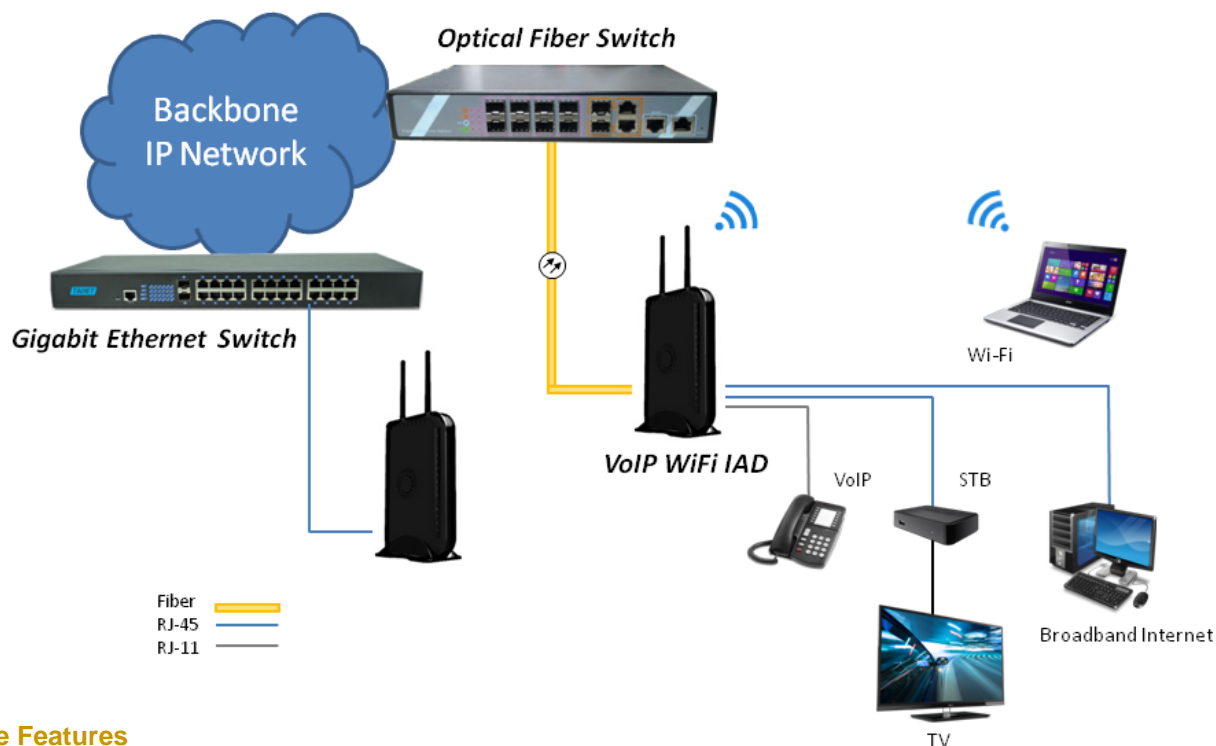 Optical Fiber Switch
Backbone
IP Network
Gigabit Ethernet Switch
Wi-Fi
VoIP WiFi IAD
VoIP
STB
Fiber
RJ-45
RJ-11
Broadband Internet
TV
e Features